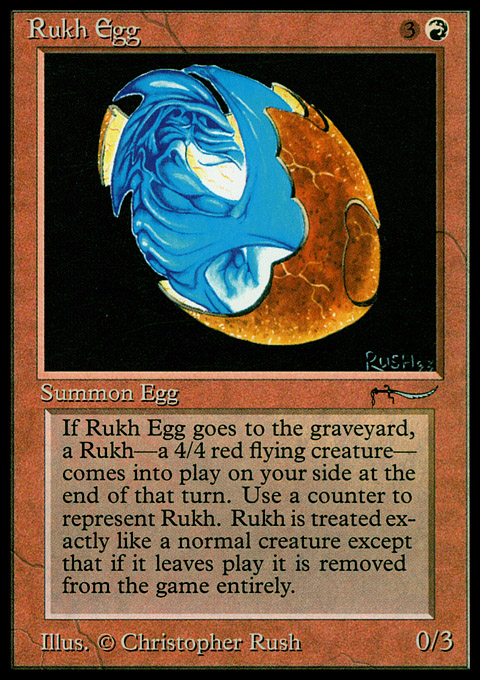 Rukh Egg 3
RUSH93
Summon Egg
If Rukh Egg goes to the graveyard,
a Rukh—a 4/4 red flying creature—
comes into play on your side at the
end of that turn. Use a counter to
represent Rukh. Rukh is treated ex-
actly like a normal creature except
that if it leaves play it is removed
from the game entirely.
Illus. © Christopher Rush 0/3